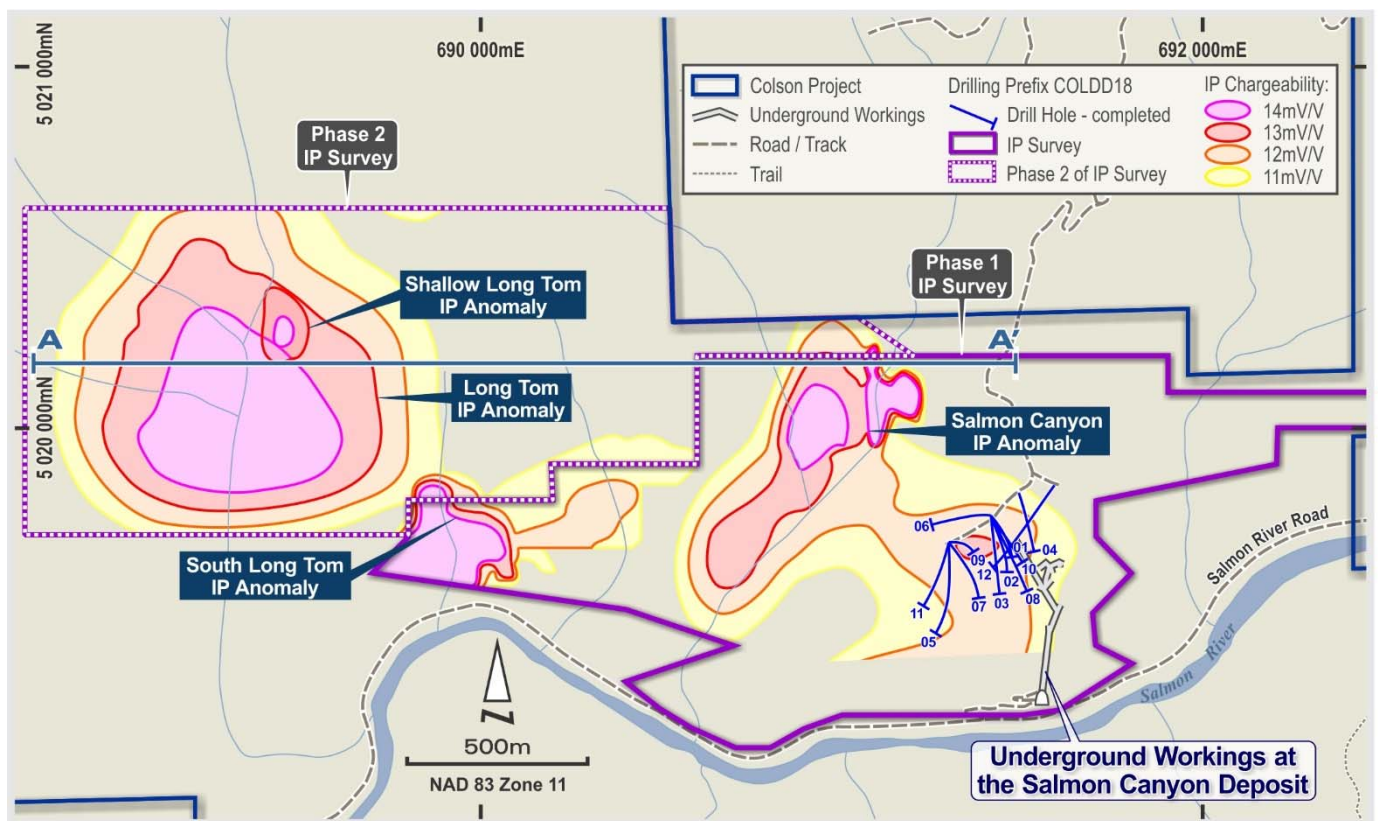 690 000mE
692 000mE
5 021 000mN
Colson Project
Underground Workings
Road / Track
Trail
Drilling Prefix COLDD18
Drill Hole - completed
IP Survey
Phase 2 of IP Survey
IP Chargeability:
14mV/V
13mV/V
12mV/V
11mV/V
Phase 2
IP Survey
Phase 1
IP Survey
Shallow Long Tom
IP Anomaly
A
A'
Long Tom
IP Anomaly
5 020 000mN
Salmon Canyon
IP Anomaly
South Long Tom
IP Anomaly
06
09
12
01
04
10
02
08
03
07
11
05
Salmon River Road
Salmon River
N
500m
NAD 83 Zone 11
Underground Workings at
the Salmon Canyon Deposit